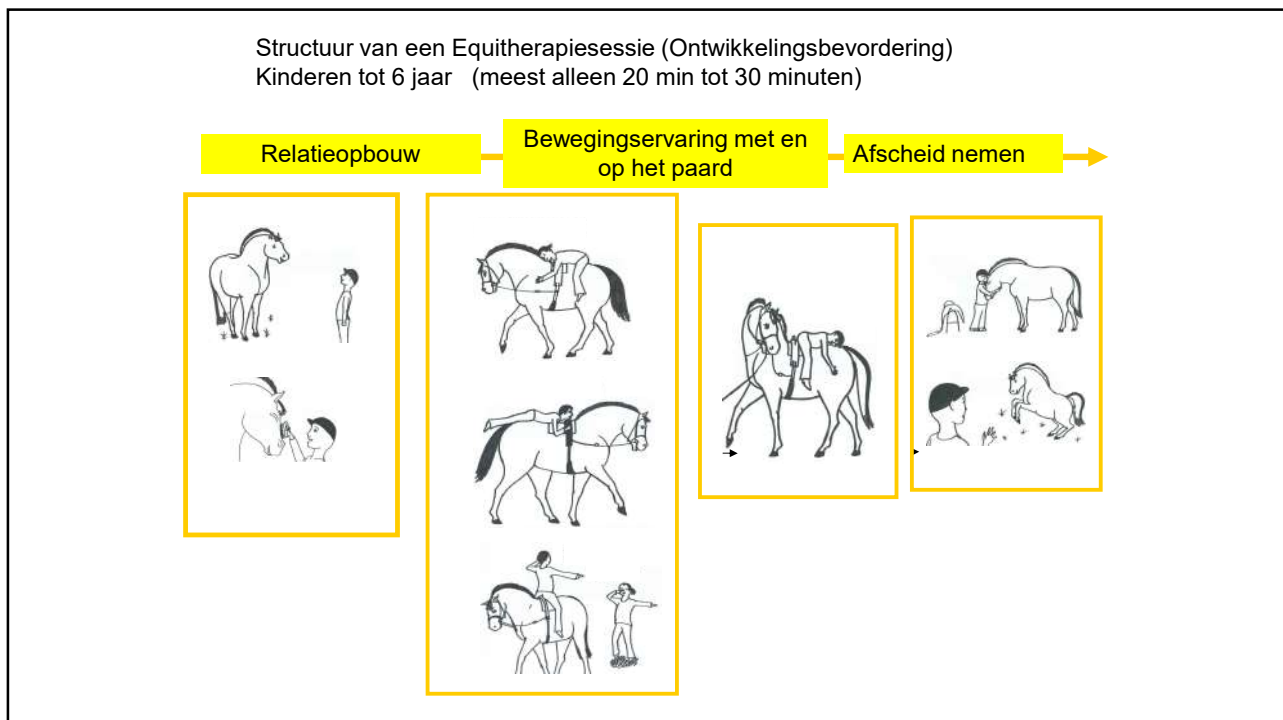 Structuur van een Equitherapiesessie (Ontwikkelingsbevordering)
Kinderen tot 6 jaar   (meest alleen 20 min tot 30 minuten)
Relatieopbouw
Bewegingservaring met en
op het paard
Afscheid nemen